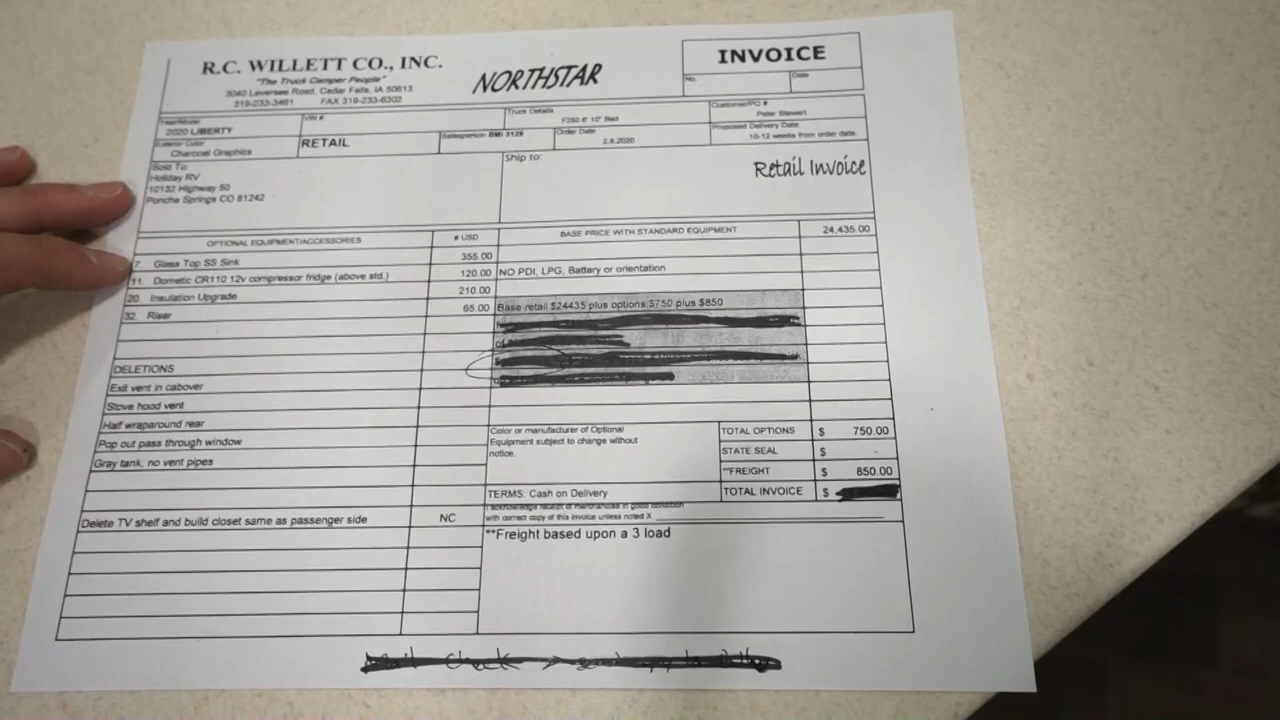 R.C. WILLETT CO., INC.
"The Truck Camper People"
3040 Leversee Road, Cedar Falls, IA 50613
319-233-3461 FAX 319-233-6302
NORTHSTAR
INVOICE
No.
Date
Year/Model
2020 LIBERTY
VIN #
Truck Details
F250 6' 10" Bed
Customer/PO #
Peter Stewart
Exterior Color
Charcoal Graphics
RETAIL
Salesperson BMI 3129
Order Date
2.8.2020
Proposed Delivery Date
10-12 weeks from order date.
Sold To:
Holiday RV
10132 Highway 50
Poncha Springs CO 81242
Ship to:
Retail Invoice
OPTIONAL EQUIPMENT/ACCESSORIES
# USD
BASE PRICE WITH STANDARD EQUIPMENT
24,435.00
7. Glass Top SS Sink 355.00
11. Dometic CR110 12v compressor fridge (above std.) 120.00 NO PDI, LPG, Battery or orientation
20. Insulation Upgrade 210.00
32. Riser 65.00 Base retail $24435 plus options $750 plus $850
DELETIONS
Exit vent in cabover
Stove hood vent
Half wraparound rear
Pop out pass through window
Gray tank, no vent pipes
Delete TV shelf and build closet same as passenger side NC
Color or manufacturer of Optional
Equipment subject to change without
notice.
TOTAL OPTIONS $ 750.00
STATE SEAL $ -
**FREIGHT $ 850.00
TERMS: Cash on Delivery
TOTAL INVOICE $
I acknowledge receipt of merchandise in good condition
with correct copy of this invoice unless noted X
**Freight based upon a 3 load